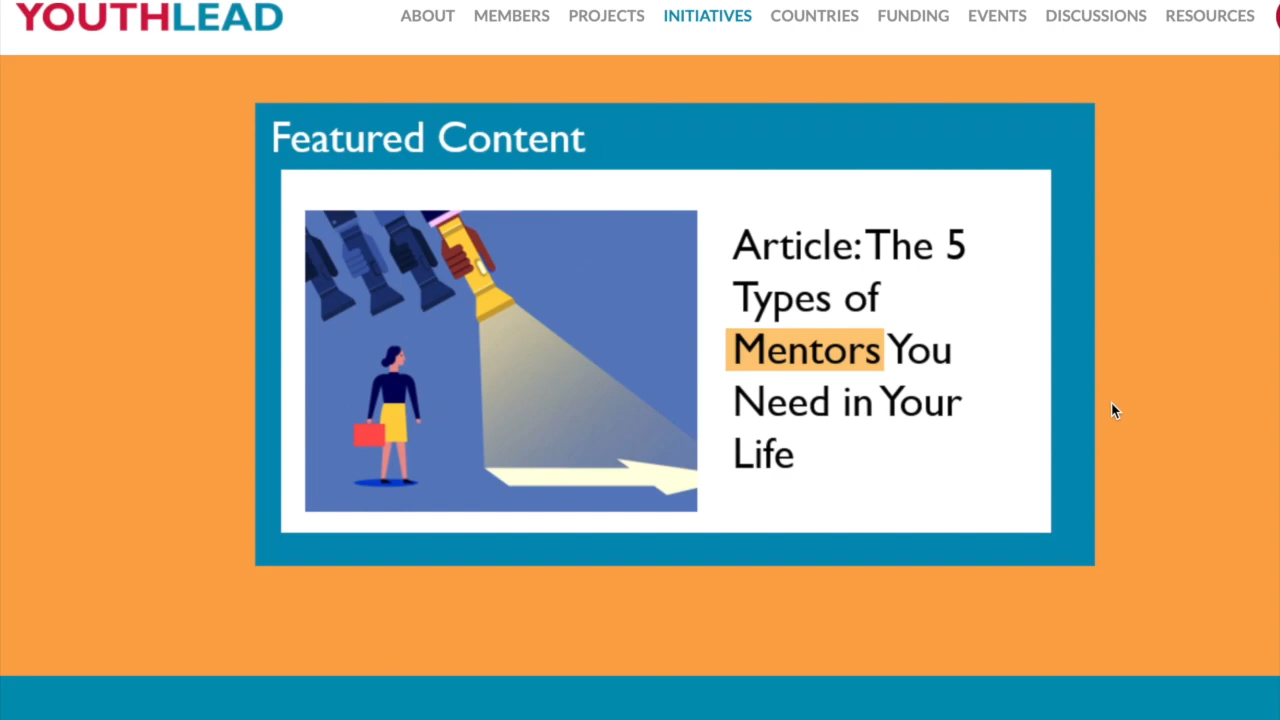 YOUTHLEAD
ABOUT MEMBERS PROJECTS INITIATIVES COUNTRIES FUNDING EVENTS DISCUSSIONS RESOURCES
Featured Content
Article: The 5
Types of
Mentors You
Need in Your
Life